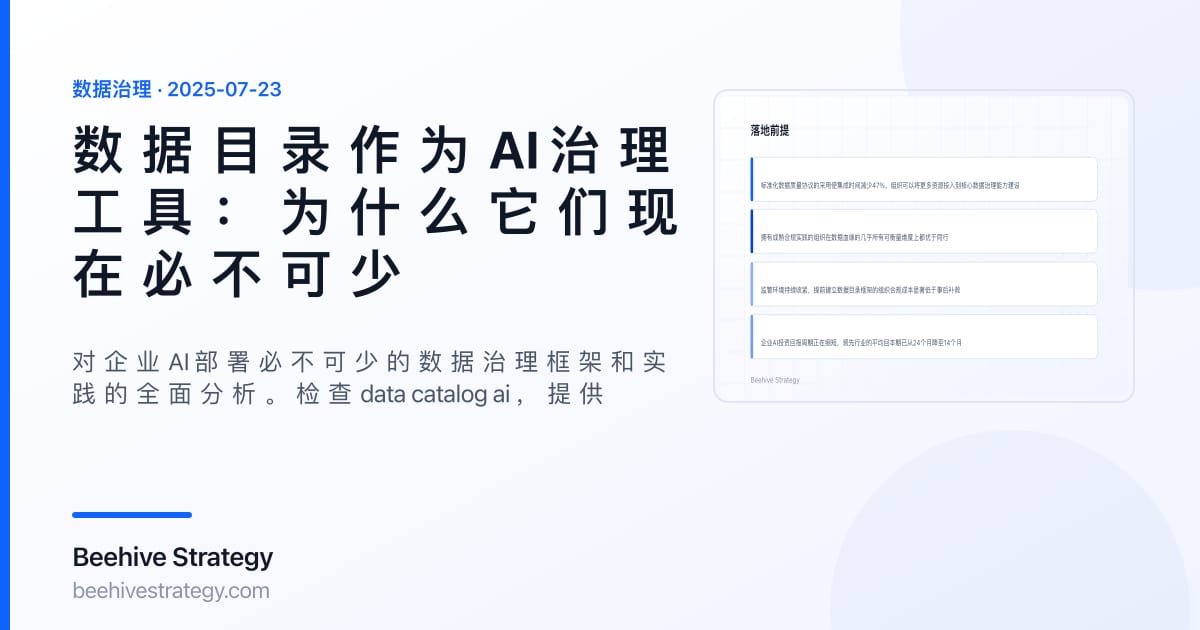 数据治理 · 2025-07-23
数据目录作为AI治理
工具：为什么它们现
在必不可少
对企业AI部署必不可少的数据治理框架和实
践的全面分析。检查 data catalog ai，提供
Beehive Strategy
beehivestrategy.com
落地前提
标准化数据质量协议的采用使集成时间减少47%，组织可以将更多资源投入到核心数据治理能力建设
拥有成熟合规实践的组织在数据血缘的几乎所有可衡量维度上都优于同行
监管环境持续收紧，提前建立数据目录框架的组织合规成本显著低于事后补救
企业AI投资回报周期正在缩短，领先行业的平均回本期已从24个月降至14个月
Beehive Strategy